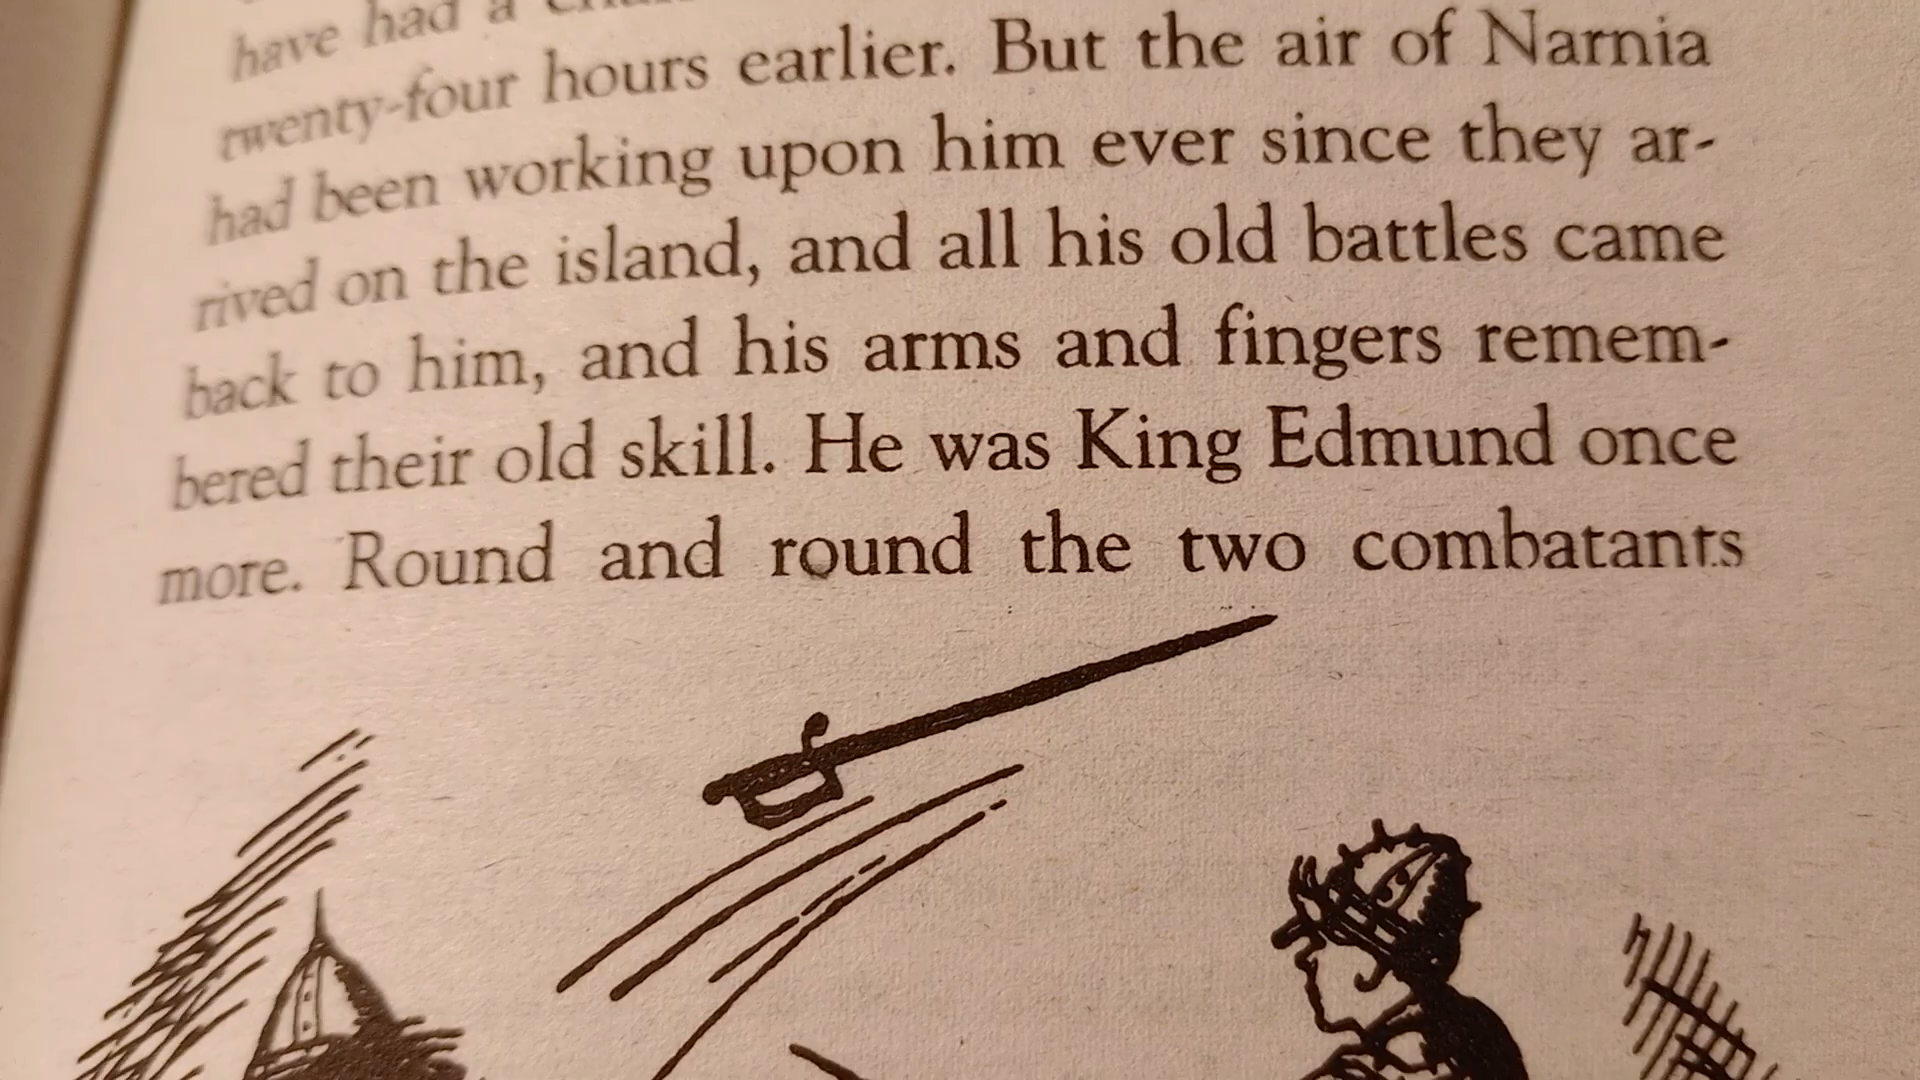 have had a
twenty-four hours earlier. But the air of Narnia
had been working upon him ever since they ar-
rived on the island, and all his old battles came
back to him, and his arms and fingers remem-
bered their old skill. He was King Edmund once
more. Round and round the two combatants